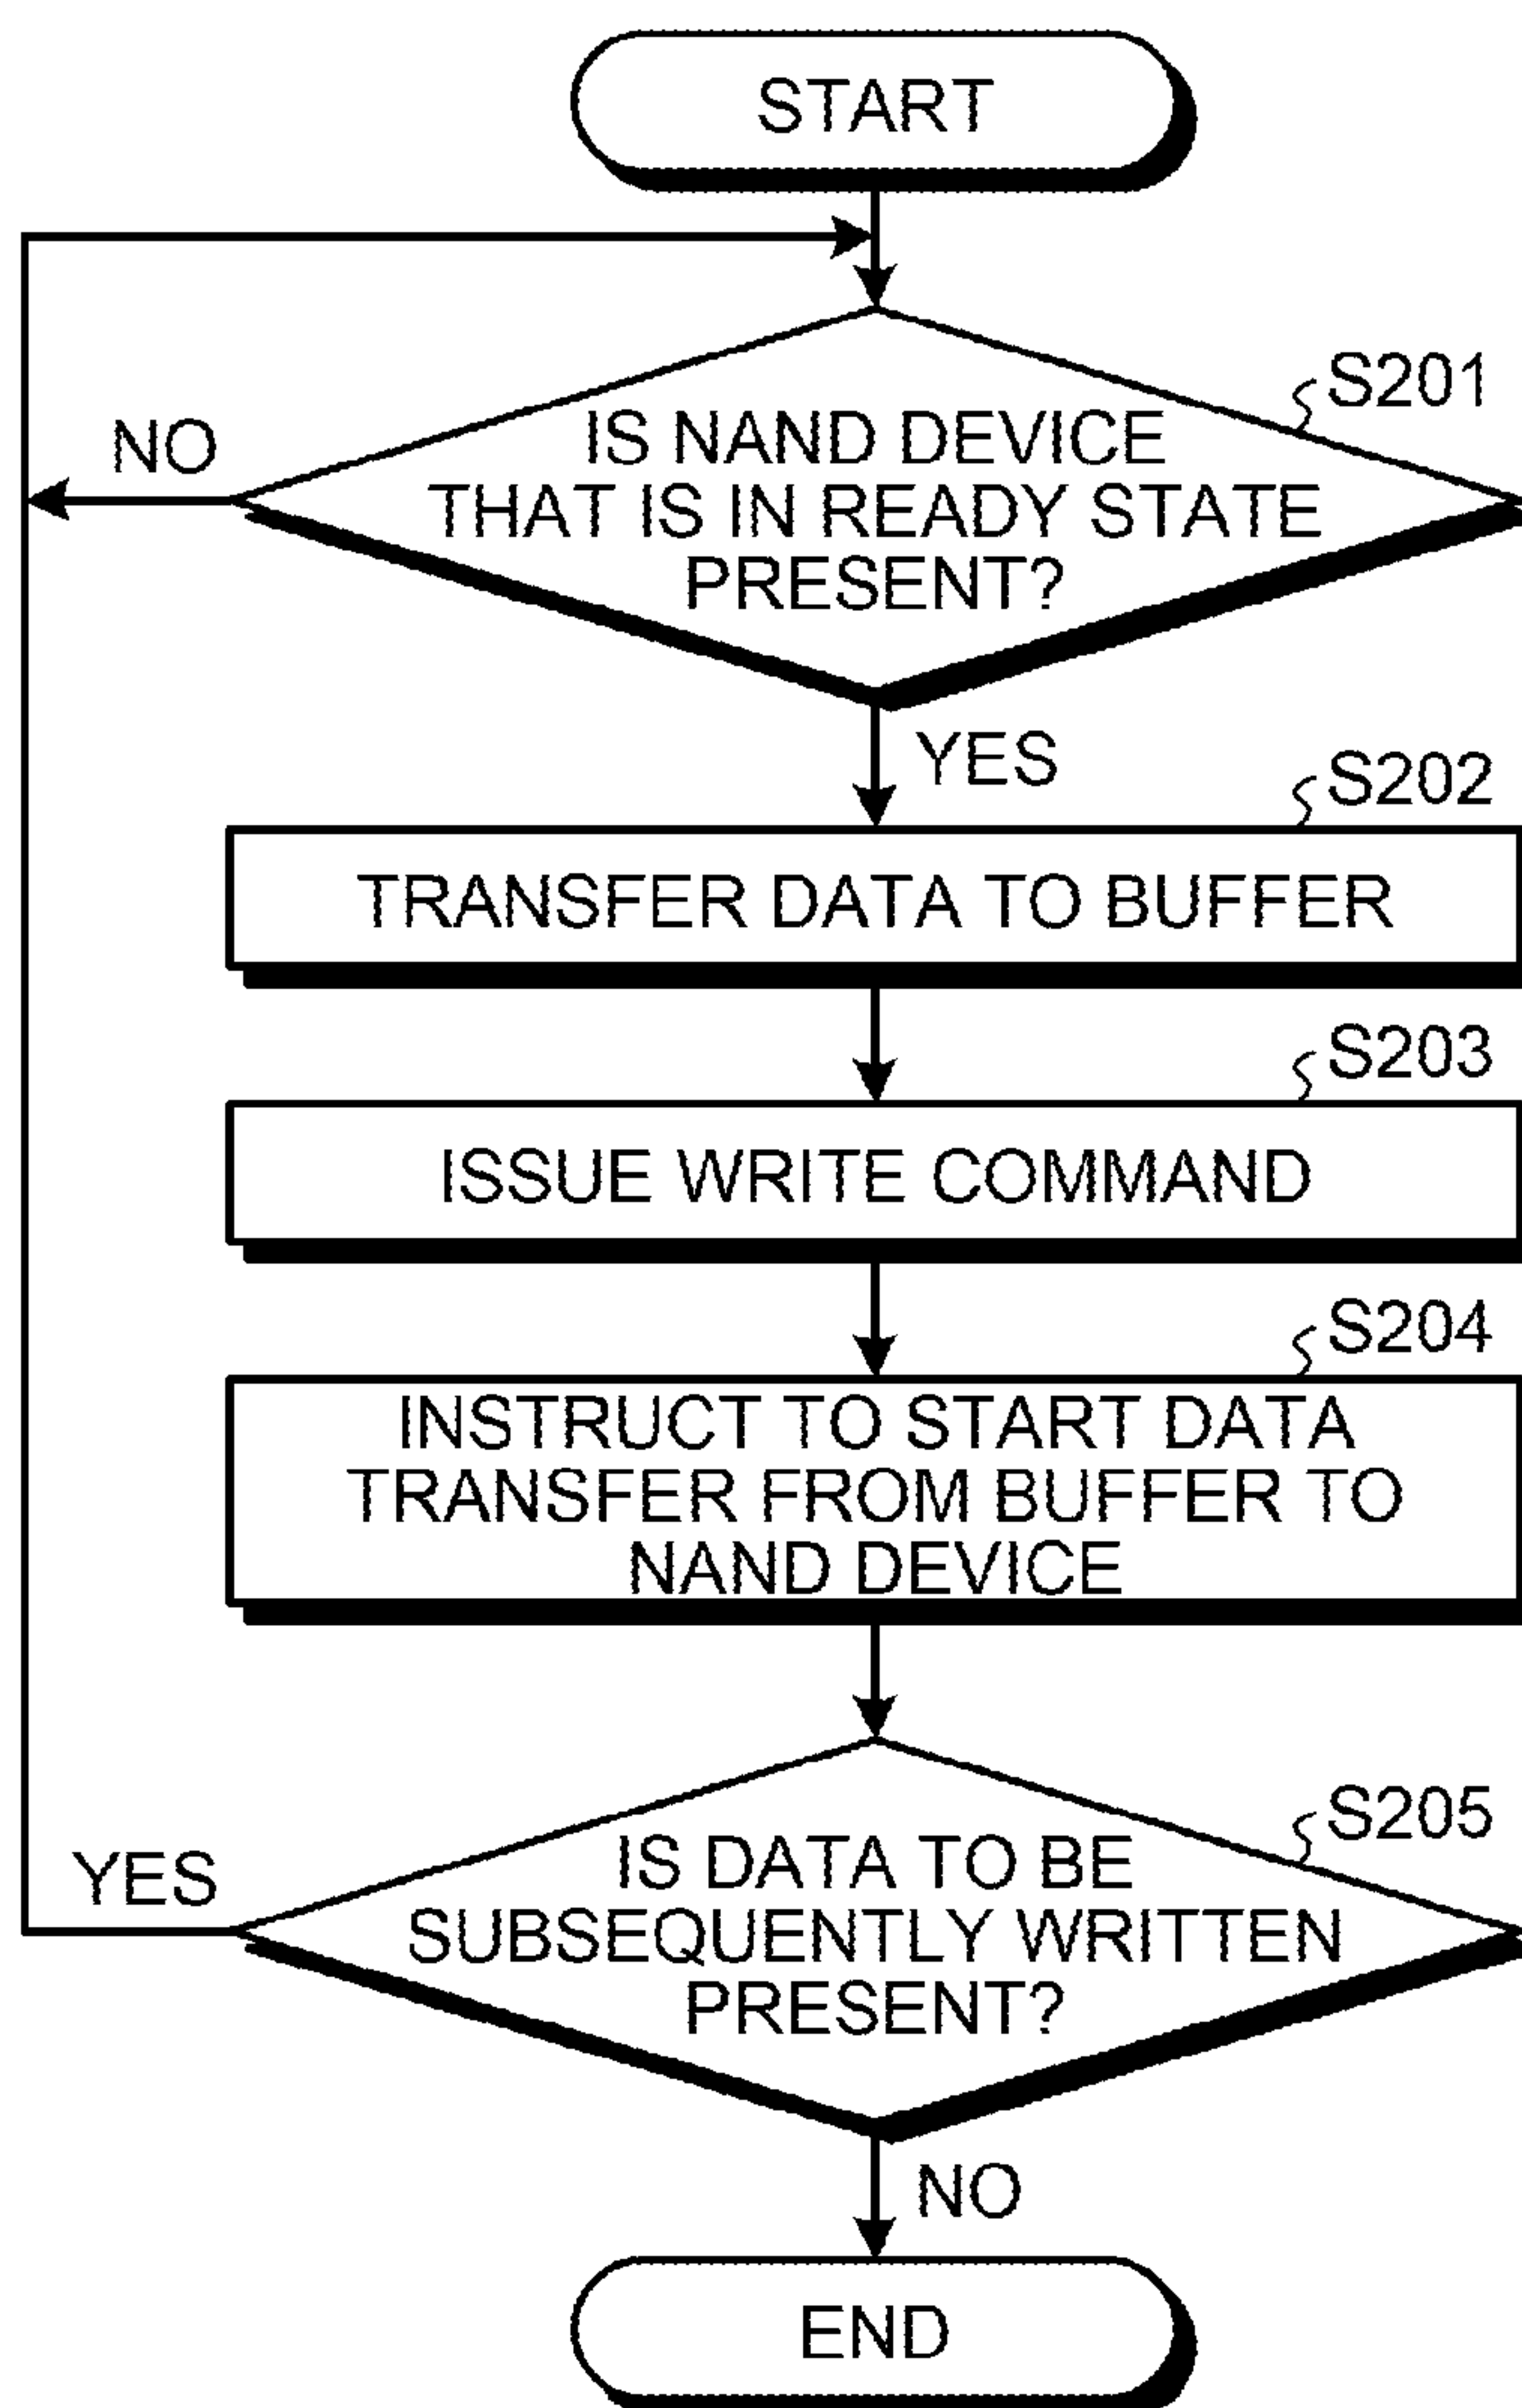 START
S201
NO
IS NAND DEVICE
THAT IS IN READY STATE
PRESENT?
YES
S202
TRANSFER DATA TO BUFFER
S203
ISSUE WRITE COMMAND
S204
INSTRUCT TO START DATA
TRANSFER FROM BUFFER TO
NAND DEVICE
S205
YES
IS DATA TO BE
SUBSEQUENTLY WRITTEN
PRESENT?
NO
END